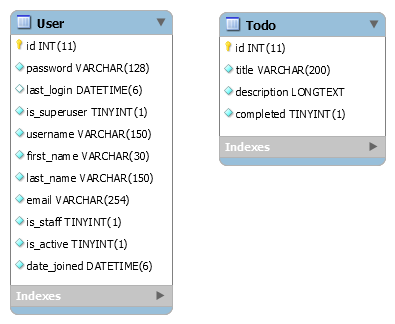 User
id INT(11)
password VARCHAR(128)
last_login DATETIME(6)
is_superuser TINYINT(1)
username VARCHAR(150)
first_name VARCHAR(30)
last_name VARCHAR(150)
email VARCHAR(254)
is_staff TINYINT(1)
is_active TINYINT(1)
date_joined DATETIME(6)
Indexes
Todo
id INT(11)
title VARCHAR(200)
description LONGTEXT
completed TINYINT(1)
Indexes